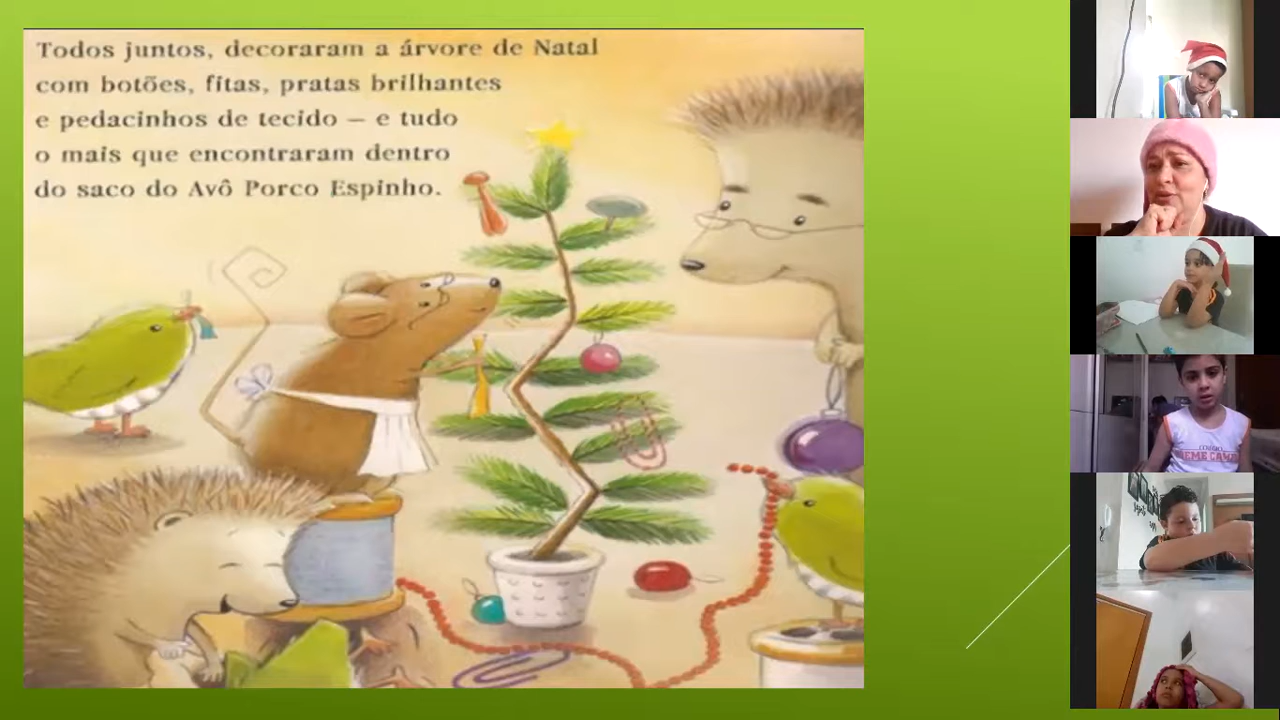 Todos juntos, decoraram a árvore de Natal
com botões, fitas, pratas brilhantes
e pedacinhos de tecido – e tudo
o mais que encontraram dentro
do saco do Avô Porco Espinho.